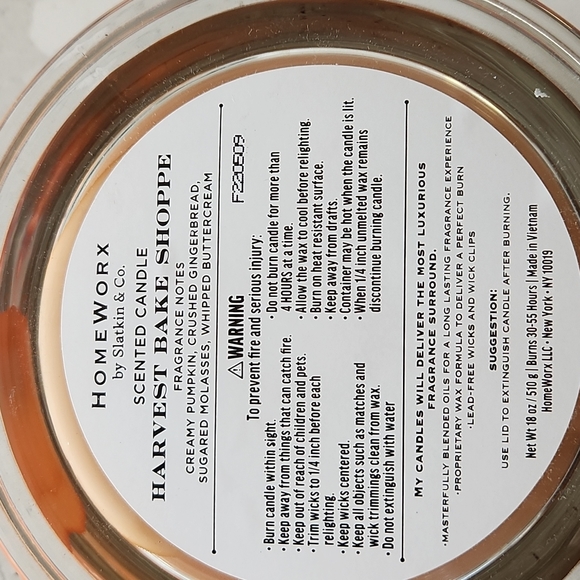 HOMEWORX
by Slatkin & Co.
SCENTED CANDLE
HARVEST BAKE SHOPPE
FRAGRANCE NOTES
CREAMY PUMPKIN, CRUSHED GINGERBREAD,
SUGARED MOLASSES, WHIPPED BUTTERCREAM
F220509
⚠WARNING
To prevent fire and serious injury:
• Burn candle within sight.
• Keep away from things that can catch fire.
• Keep out of reach of children and pets.
• Trim wicks to 1/4 inch before each
relighting.
• Keep wicks centered.
• Keep all objects such as matches and
wick trimmings clean from wax.
• Do not extinguish with water
• Do not burn candle for more than
4 HOURS at a time.
• Allow the wax to cool before relighting.
• Burn on heat resistant surface.
• Keep away from drafts.
• Container may be hot when the candle is lit.
• When 1/4 inch unmelted wax remains
discontinue burning candle.
MY CANDLES WILL DELIVER THE MOST LUXURIOUS
FRAGRANCE SURROUND.
•MASTERFULLY BLENDED OILS FOR A LONG LASTING FRAGRANCE EXPERIENCE
•PROPRIETARY WAX FORMULA TO DELIVER A PERFECT BURN
•LEAD-FREE WICKS AND WICK CLIPS
SUGGESTION:
USE LID TO EXTINGUISH CANDLE AFTER BURNING.
Net Wt 18 oz / 510 g | Burns 30-55 Hours | Made in Vietnam
HomeWorx LLC • New York • NY 10019